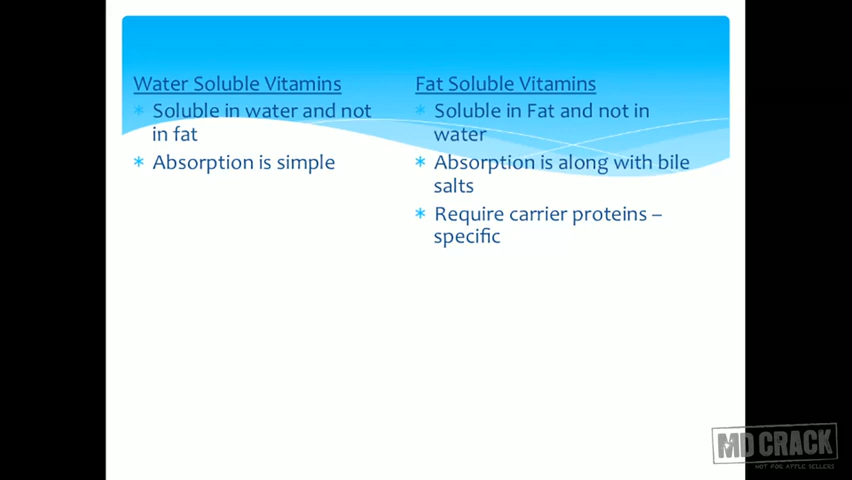 Water Soluble Vitamins
* Soluble in water and not
in fat
* Absorption is simple
Fat Soluble Vitamins
* Soluble in Fat and not in
water
* Absorption is along with bile
salts
* Require carrier proteins –
specific
MD CRACK
NOT FOR APPLE SELLERS